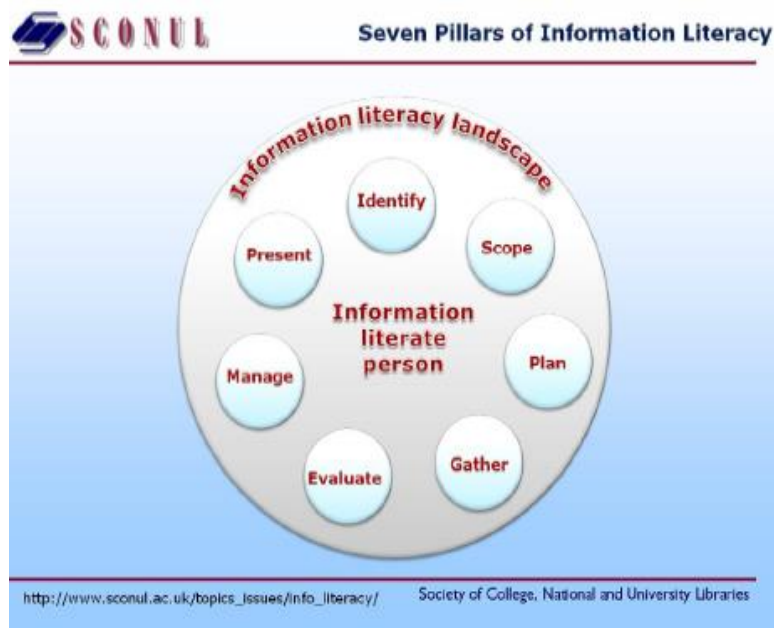 SCONUL
Seven Pillars of Information Literacy
Information literacy landscape
Identify
Scope
Plan
Gather
Evaluate
Manage
Present
Information
literate
person
http://www.sconul.ac.uk/topics_issues/info_literacy/
Society of College, National and University Libraries